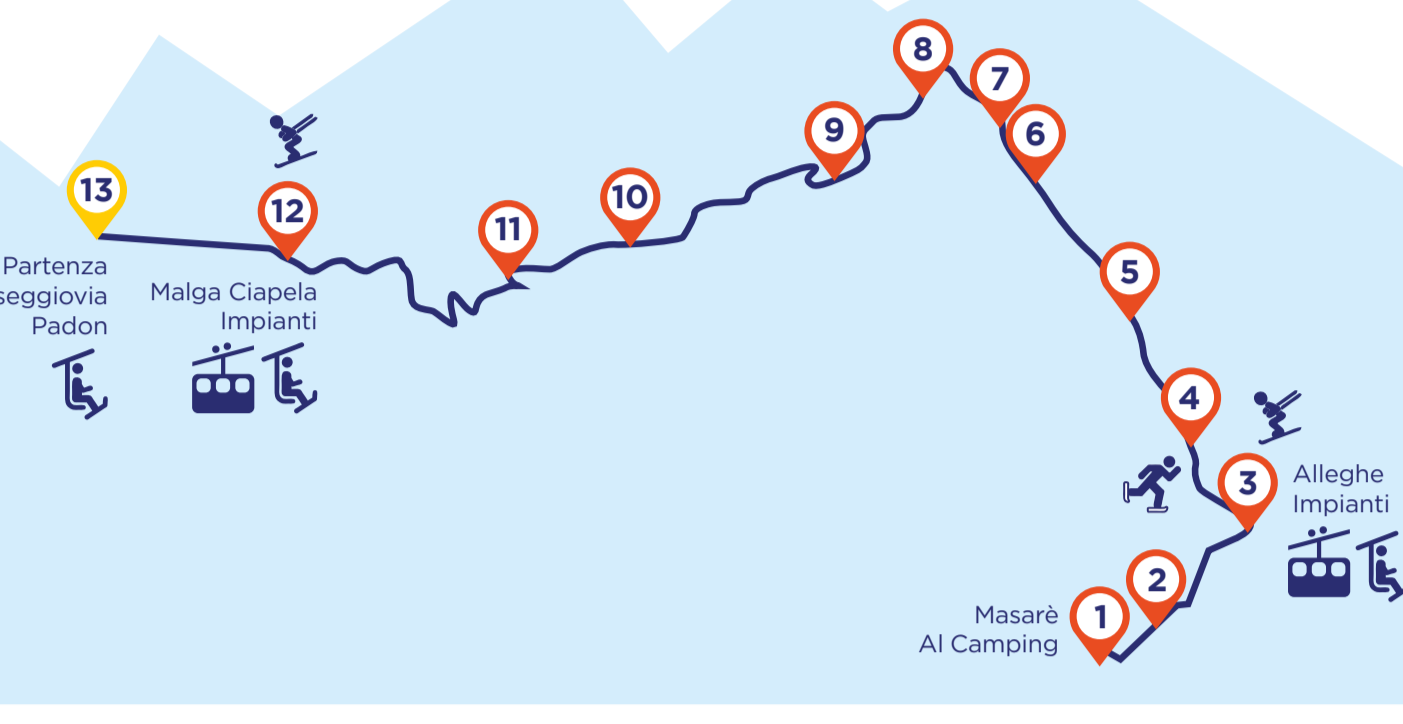 8
7
9
6
13
10
12
11
5
Partenza
seggiovia
Padon
Malga Ciapela
Impianti
4
3
Alleghe
Impianti
2
1
Masarè
Al Camping